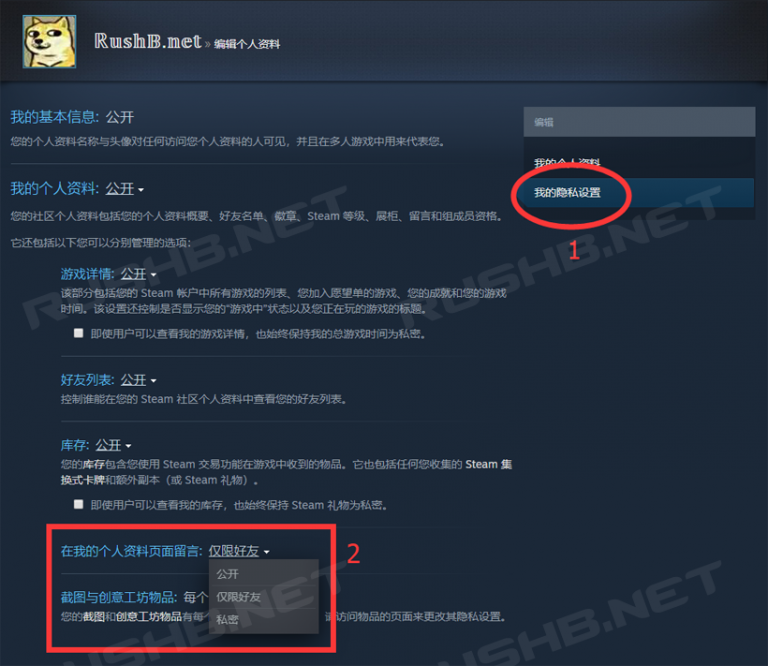 RushB.net » 编辑个人资料
我的基本信息: 公开
您的个人资料名称与头像对任何访问您个人资料的人可见，并且在多人游戏中用来代表您。
编辑
我的个人资料
我的隐私设置
1
我的个人资料: 公开
您的社区个人资料包括您的个人资料概要、好友名单、徽章、Steam 等级、展柜、留言和组成员资格。
它还包括以下您可以分别管理的选项:
游戏详情: 公开
该部分包括您的 Steam 帐户中所有游戏的列表、您加入愿望单的游戏、您的成就和您的游戏
时间。该设置还控制是否显示您的“游戏中”状态以及您正在玩的游戏的标题。
即使用户可以查看我的游戏详情，也始终保持我的总游戏时间为私密。
好友列表: 公开
控制谁能在您的 Steam 社区个人资料中查看您的好友列表。
库存: 公开
您的库存包含您使用 Steam 交易功能在游戏中收到的物品。它也包括任何您收集的 Steam 集
换式卡牌和额外副本（或 Steam 礼物）。
即使用户可以查看我的库存，也始终保持 Steam 礼物为私密。
在我的个人资料页面留言: 仅限好友
2
公开
仅限好友
私密
截图与创意工坊物品: 每个
您的截图和创意工坊物品有每个 访问物品的页面来更改其隐私设置。
RUSHB.NET
RUSHB.NET
RUSHB.NET
RUSHB.NET